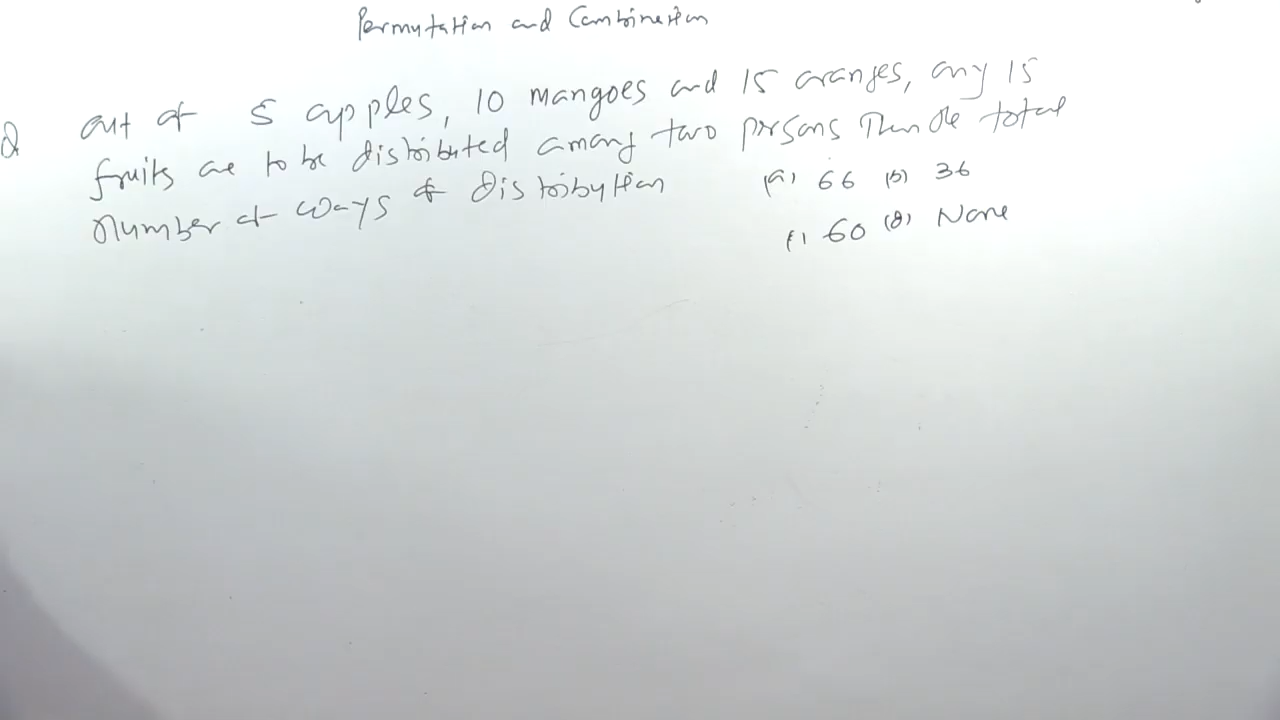 Permutation and Combination
Q out of 5 apples, 10 mangoes and 15 oranges, any 15
fruits are to be distributed among two persons Then the total
number of ways of distribution (a) 66 (b) 36
(c) 60 (d) None